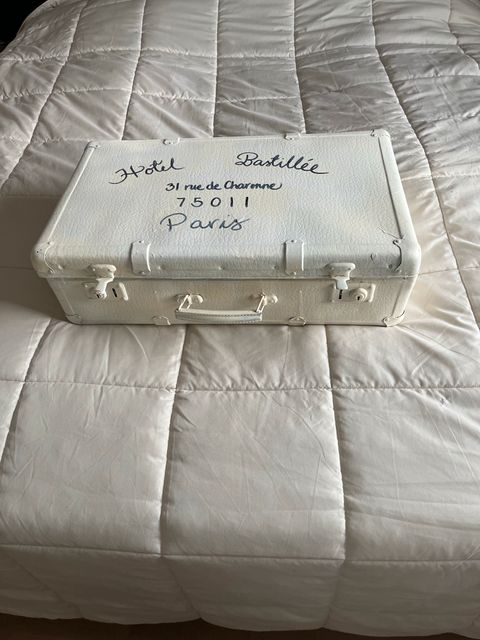 Hotel Bastillée
31 rue de Charonne
75011
Paris